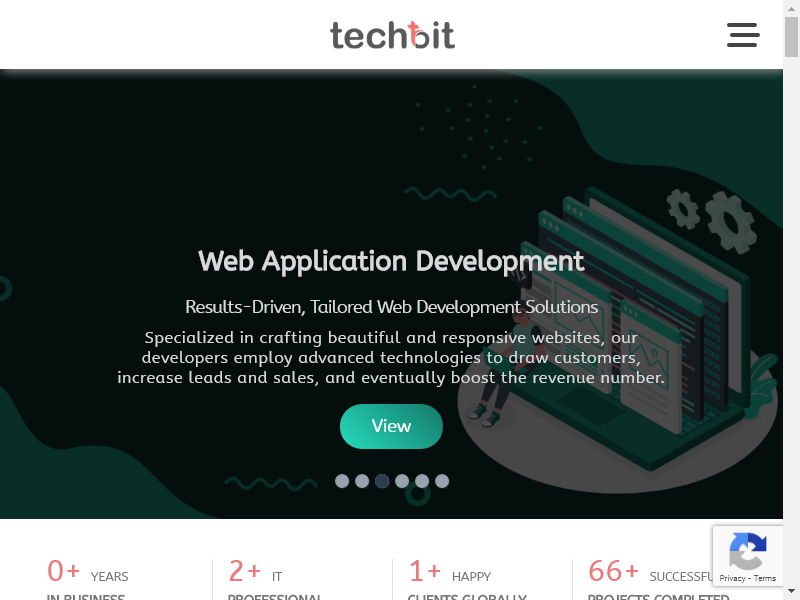 techbit
Web Application Development
Results-Driven, Tailored Web Development Solutions
Specialized in crafting beautiful and responsive websites, our
developers employ advanced technologies to draw customers,
increase leads and sales, and eventually boost the revenue number.
View
0+ YEARS
IN BUSINESS
2+ IT
PROFESSIONAL
1+ HAPPY
CLIENTS GLOBALLY
66+ SUCCESSFU
PROJECTS COMPLETED
Privacy - Terms